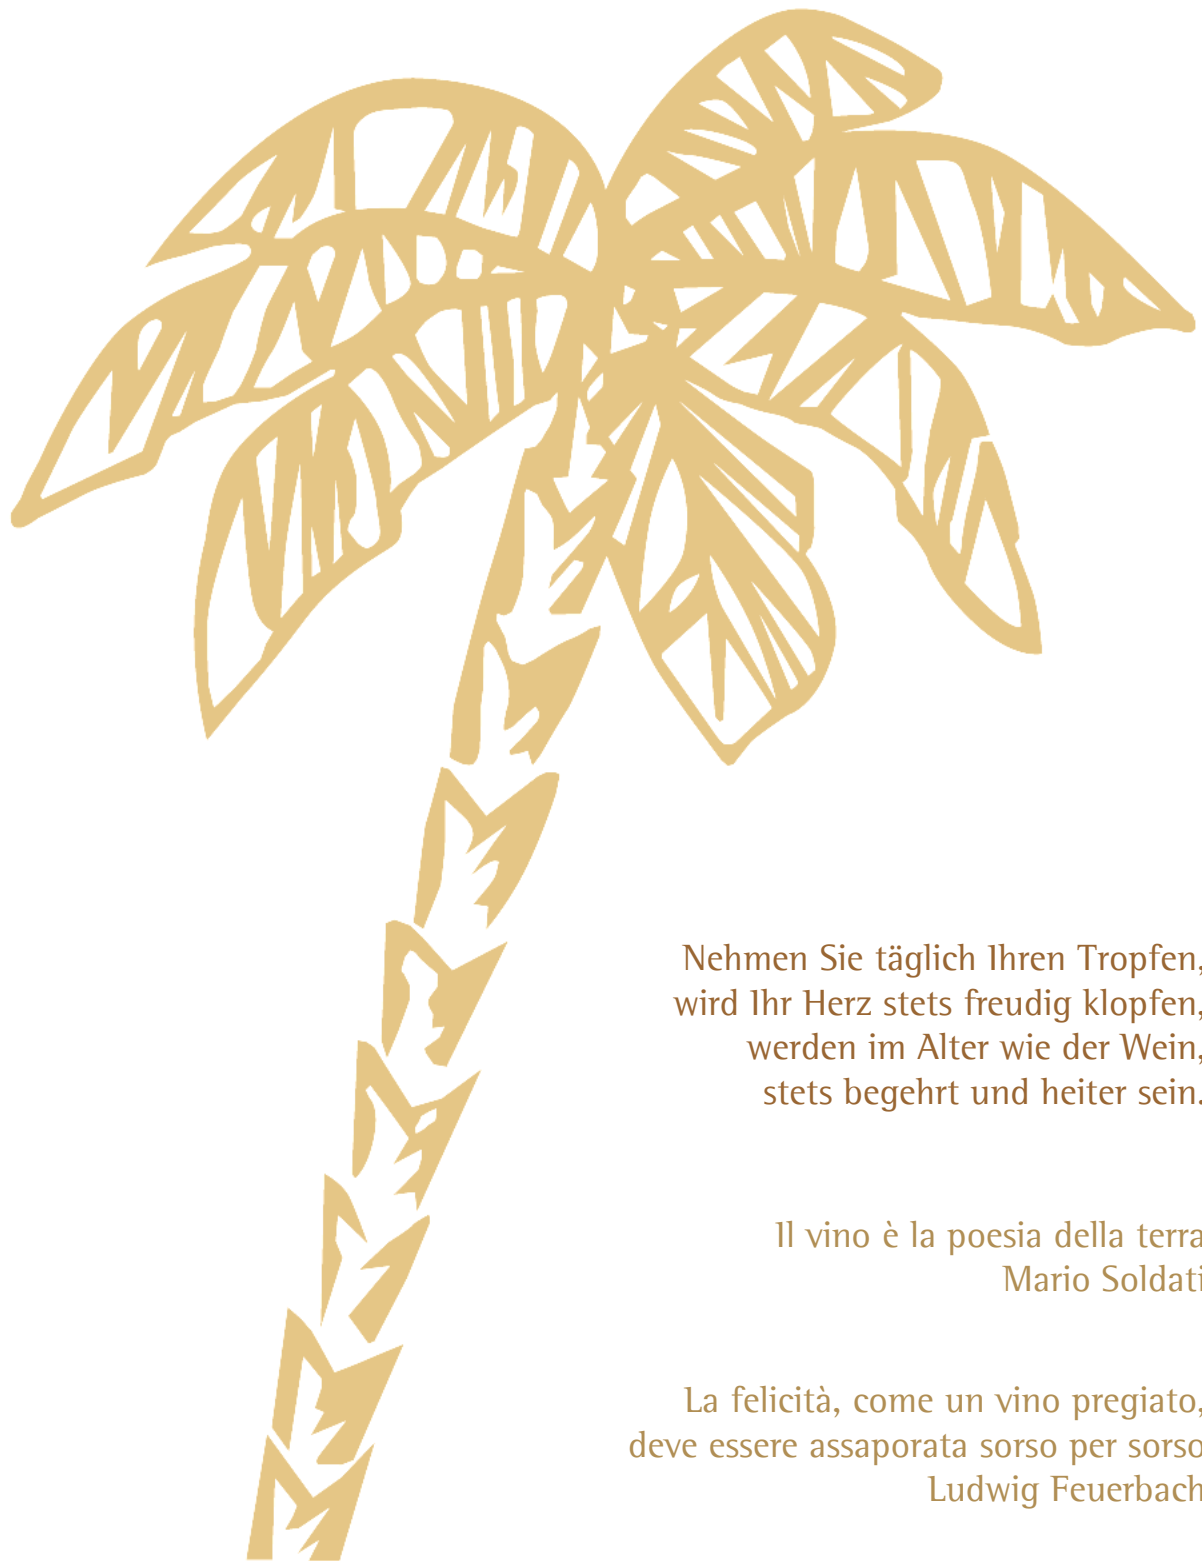 Nehmen Sie täglich Ihren Tropfen,
wird Ihr Herz stets freudig klopfen,
werden im Alter wie der Wein,
stets begehrt und heiter sein.
Il vino è la poesia della terra
Mario Soldati
La felicità, come un vino pregiato,
deve essere assaporata sorso per sorso
Ludwig Feuerbach